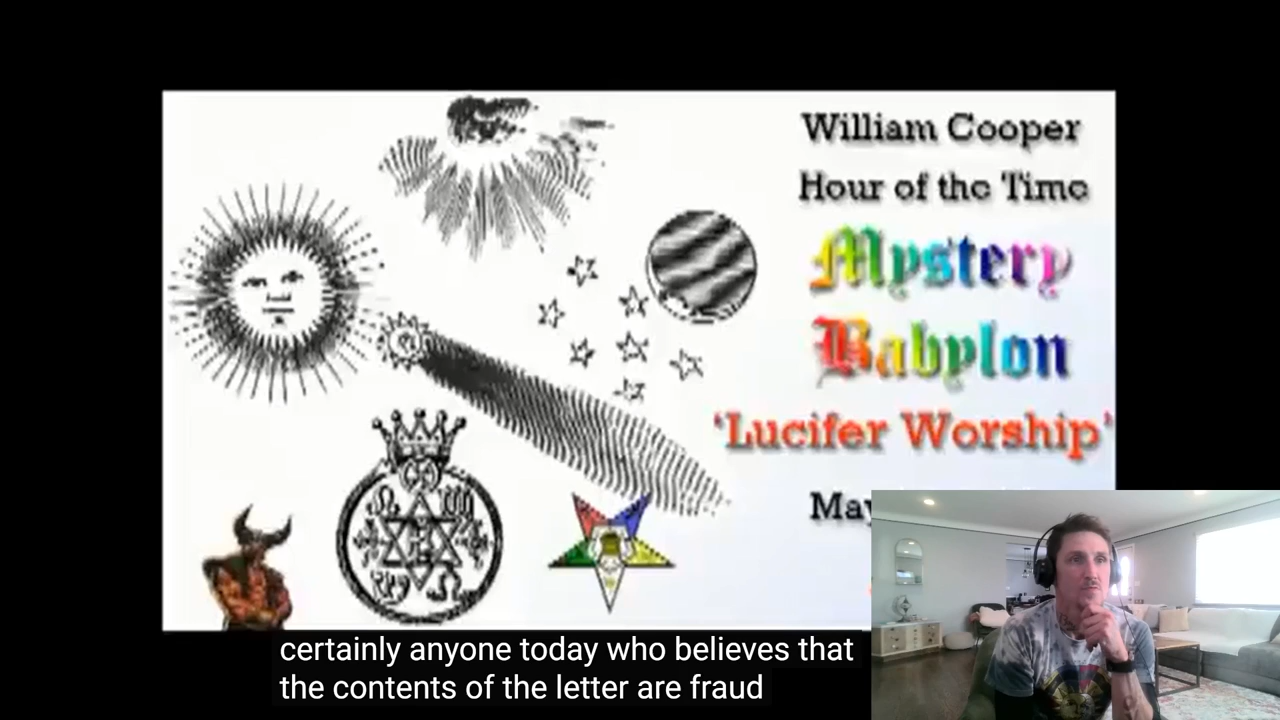 William Cooper
Hour of the Time
Mystery
Babylon
'Lucifer Worship'
May
certainly anyone today who believes that
the contents of the letter are fraud